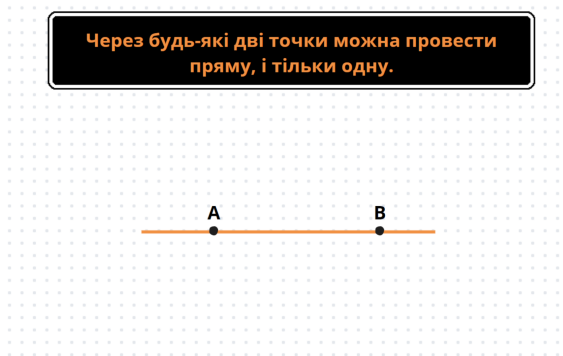 Через будь-які дві точки можна провести
пряму, і тільки одну.
A B